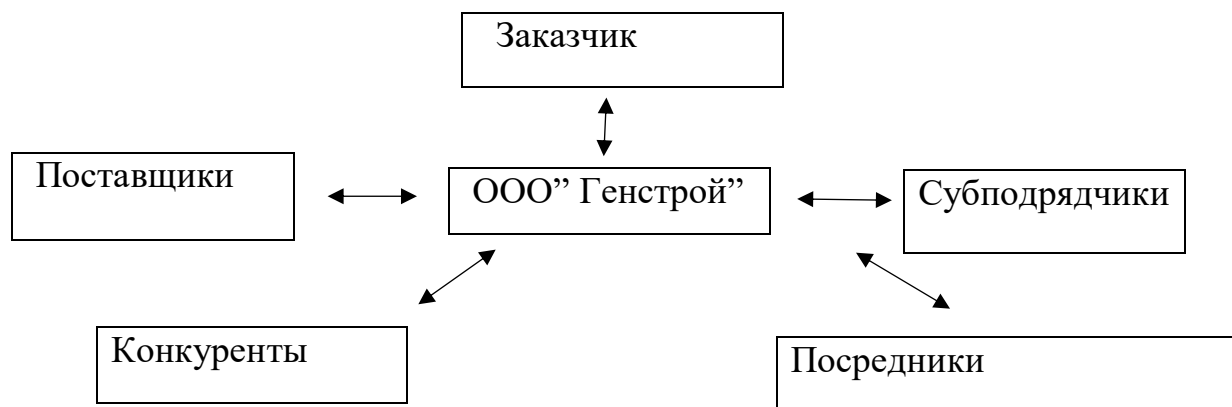 Заказчик
Поставщики
ООО” Генстрой”
Субподрядчики
Конкуренты
Посредники